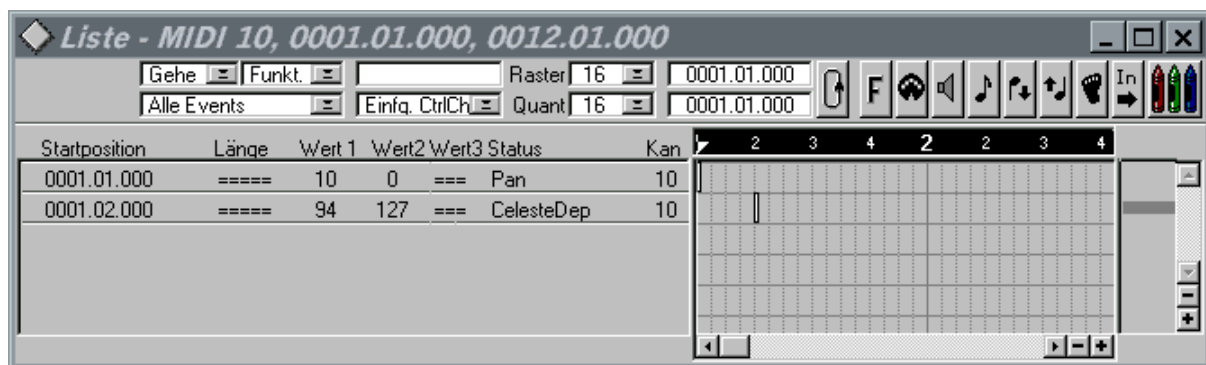 Liste - MIDI 10, 0001.01.000, 0012.01.000
Gehe Funkt. Raster 16 0001.01.000
Alle Events Einfg. CtrlCh Quant 16 0001.01.000
F In
Startposition Länge Wert 1 Wert2 Wert3 Status Kan 2 3 4 2 2 3 4
0001.01.000 ===== 10 0 === Pan 10
0001.02.000 ===== 94 127 === CelesteDep 10